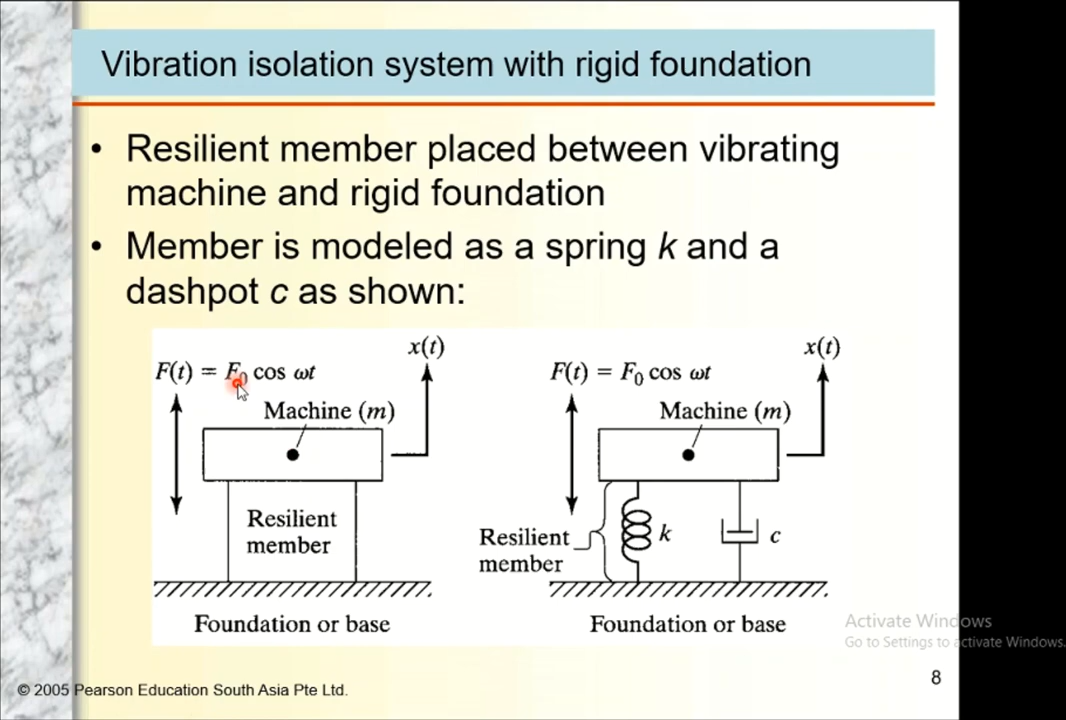 Vibration isolation system with rigid foundation
• Resilient member placed between vibrating
machine and rigid foundation
• Member is modeled as a spring k and a
dashpot c as shown:
F(t) = F₀ cos ωt
x(t)
Machine (m)
Resilient
member
Foundation or base
F(t) = F₀ cos ωt
x(t)
Machine (m)
Resilient
member
k
c
Foundation or base
Activate Windows
Go to Settings to activate Windows.
© 2005 Pearson Education South Asia Pte Ltd.
8